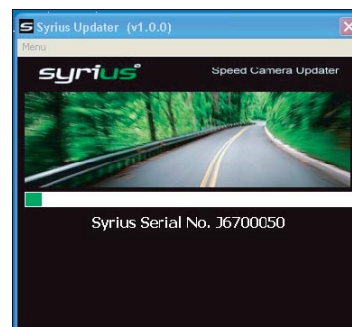 Syrius Updater (v1.0.0)
Menu
syrius Speed Camera Updater
Syrius Serial No. J6700050